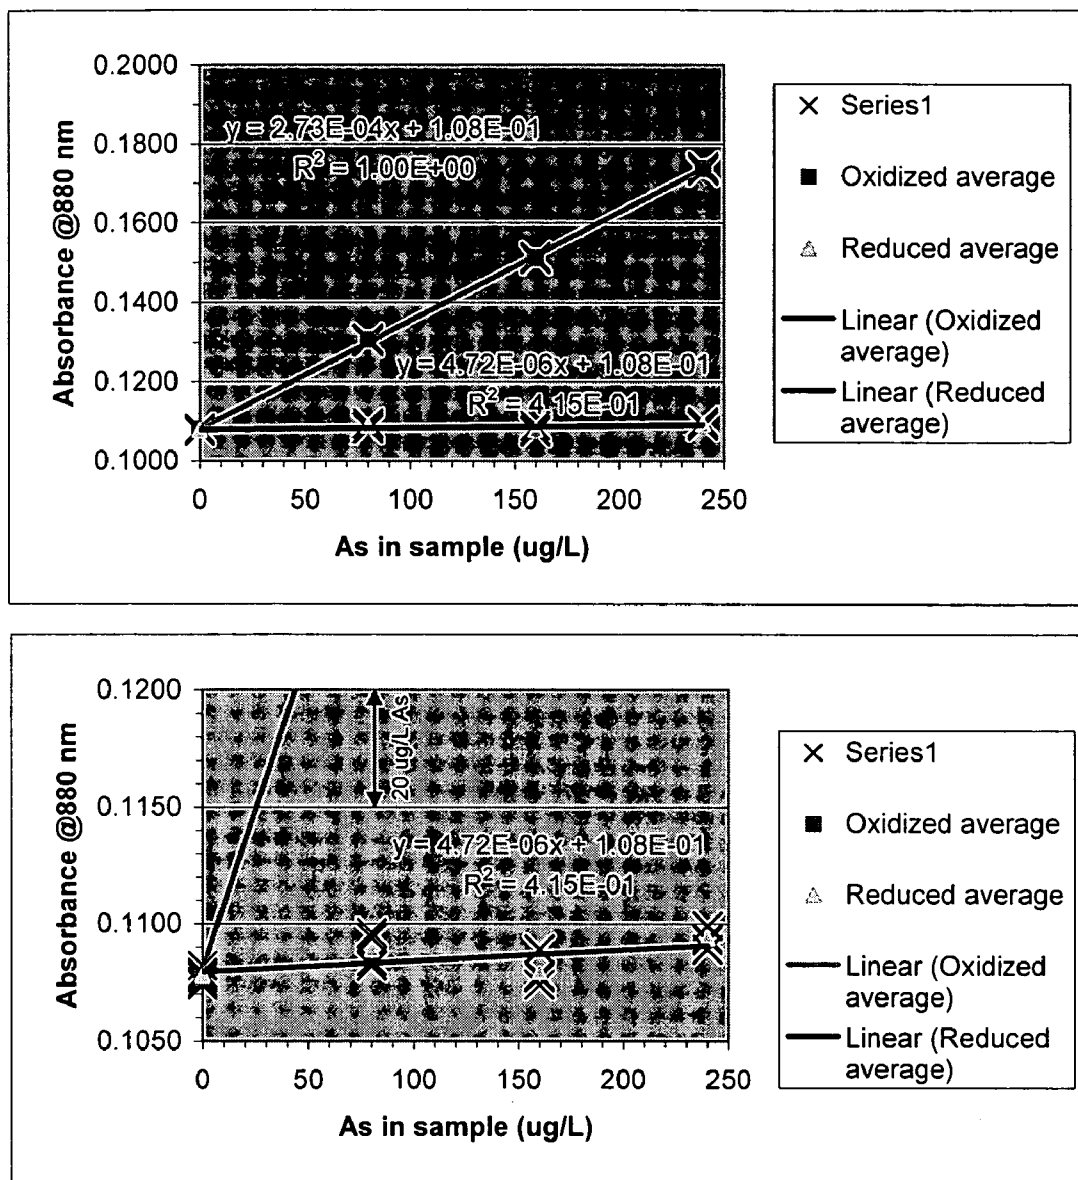 0.2000
0.1800
0.1600
0.1400
0.1200
0.1000
Absorbance @880 nm
y = 2.73E-04x + 1.08E-01
R² = 1.00E+00
y = 4.72E-06x + 1.08E-01
R² = 4.15E-01
0 50 100 150 200 250
As in sample (ug/L)
Series1
Oxidized average
Reduced average
Linear (Oxidized
average)
Linear (Reduced
average)
0.1200
0.1150
0.1100
0.1050
Absorbance @880 nm
20 ug/L As
y = 4.72E-06x + 1.08E-01
R² = 4.15E-01
0 50 100 150 200 250
As in sample (ug/L)
Series1
Oxidized average
Reduced average
Linear (Oxidized
average)
Linear (Reduced
average)